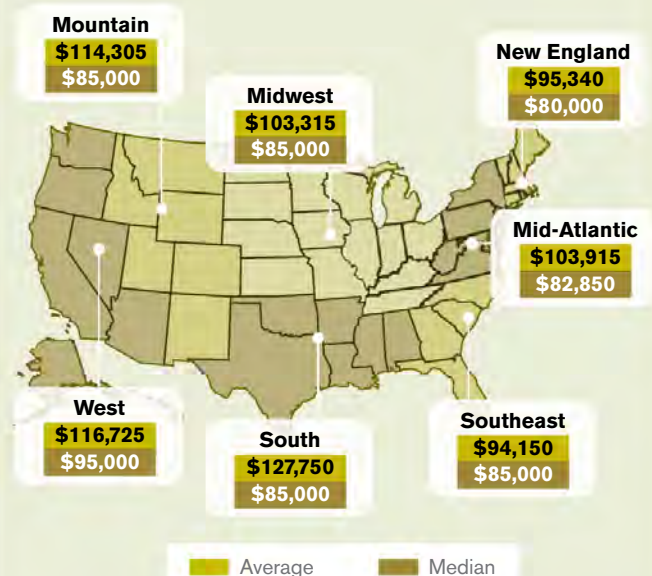 Mountain
$114,305
$85,000
New England
$95,340
$80,000
Midwest
$103,315
$85,000
Mid-Atlantic
$103,915
$82,850
West
$116,725
$95,000
South
$127,750
$85,000
Southeast
$94,150
$85,000
Average
Median